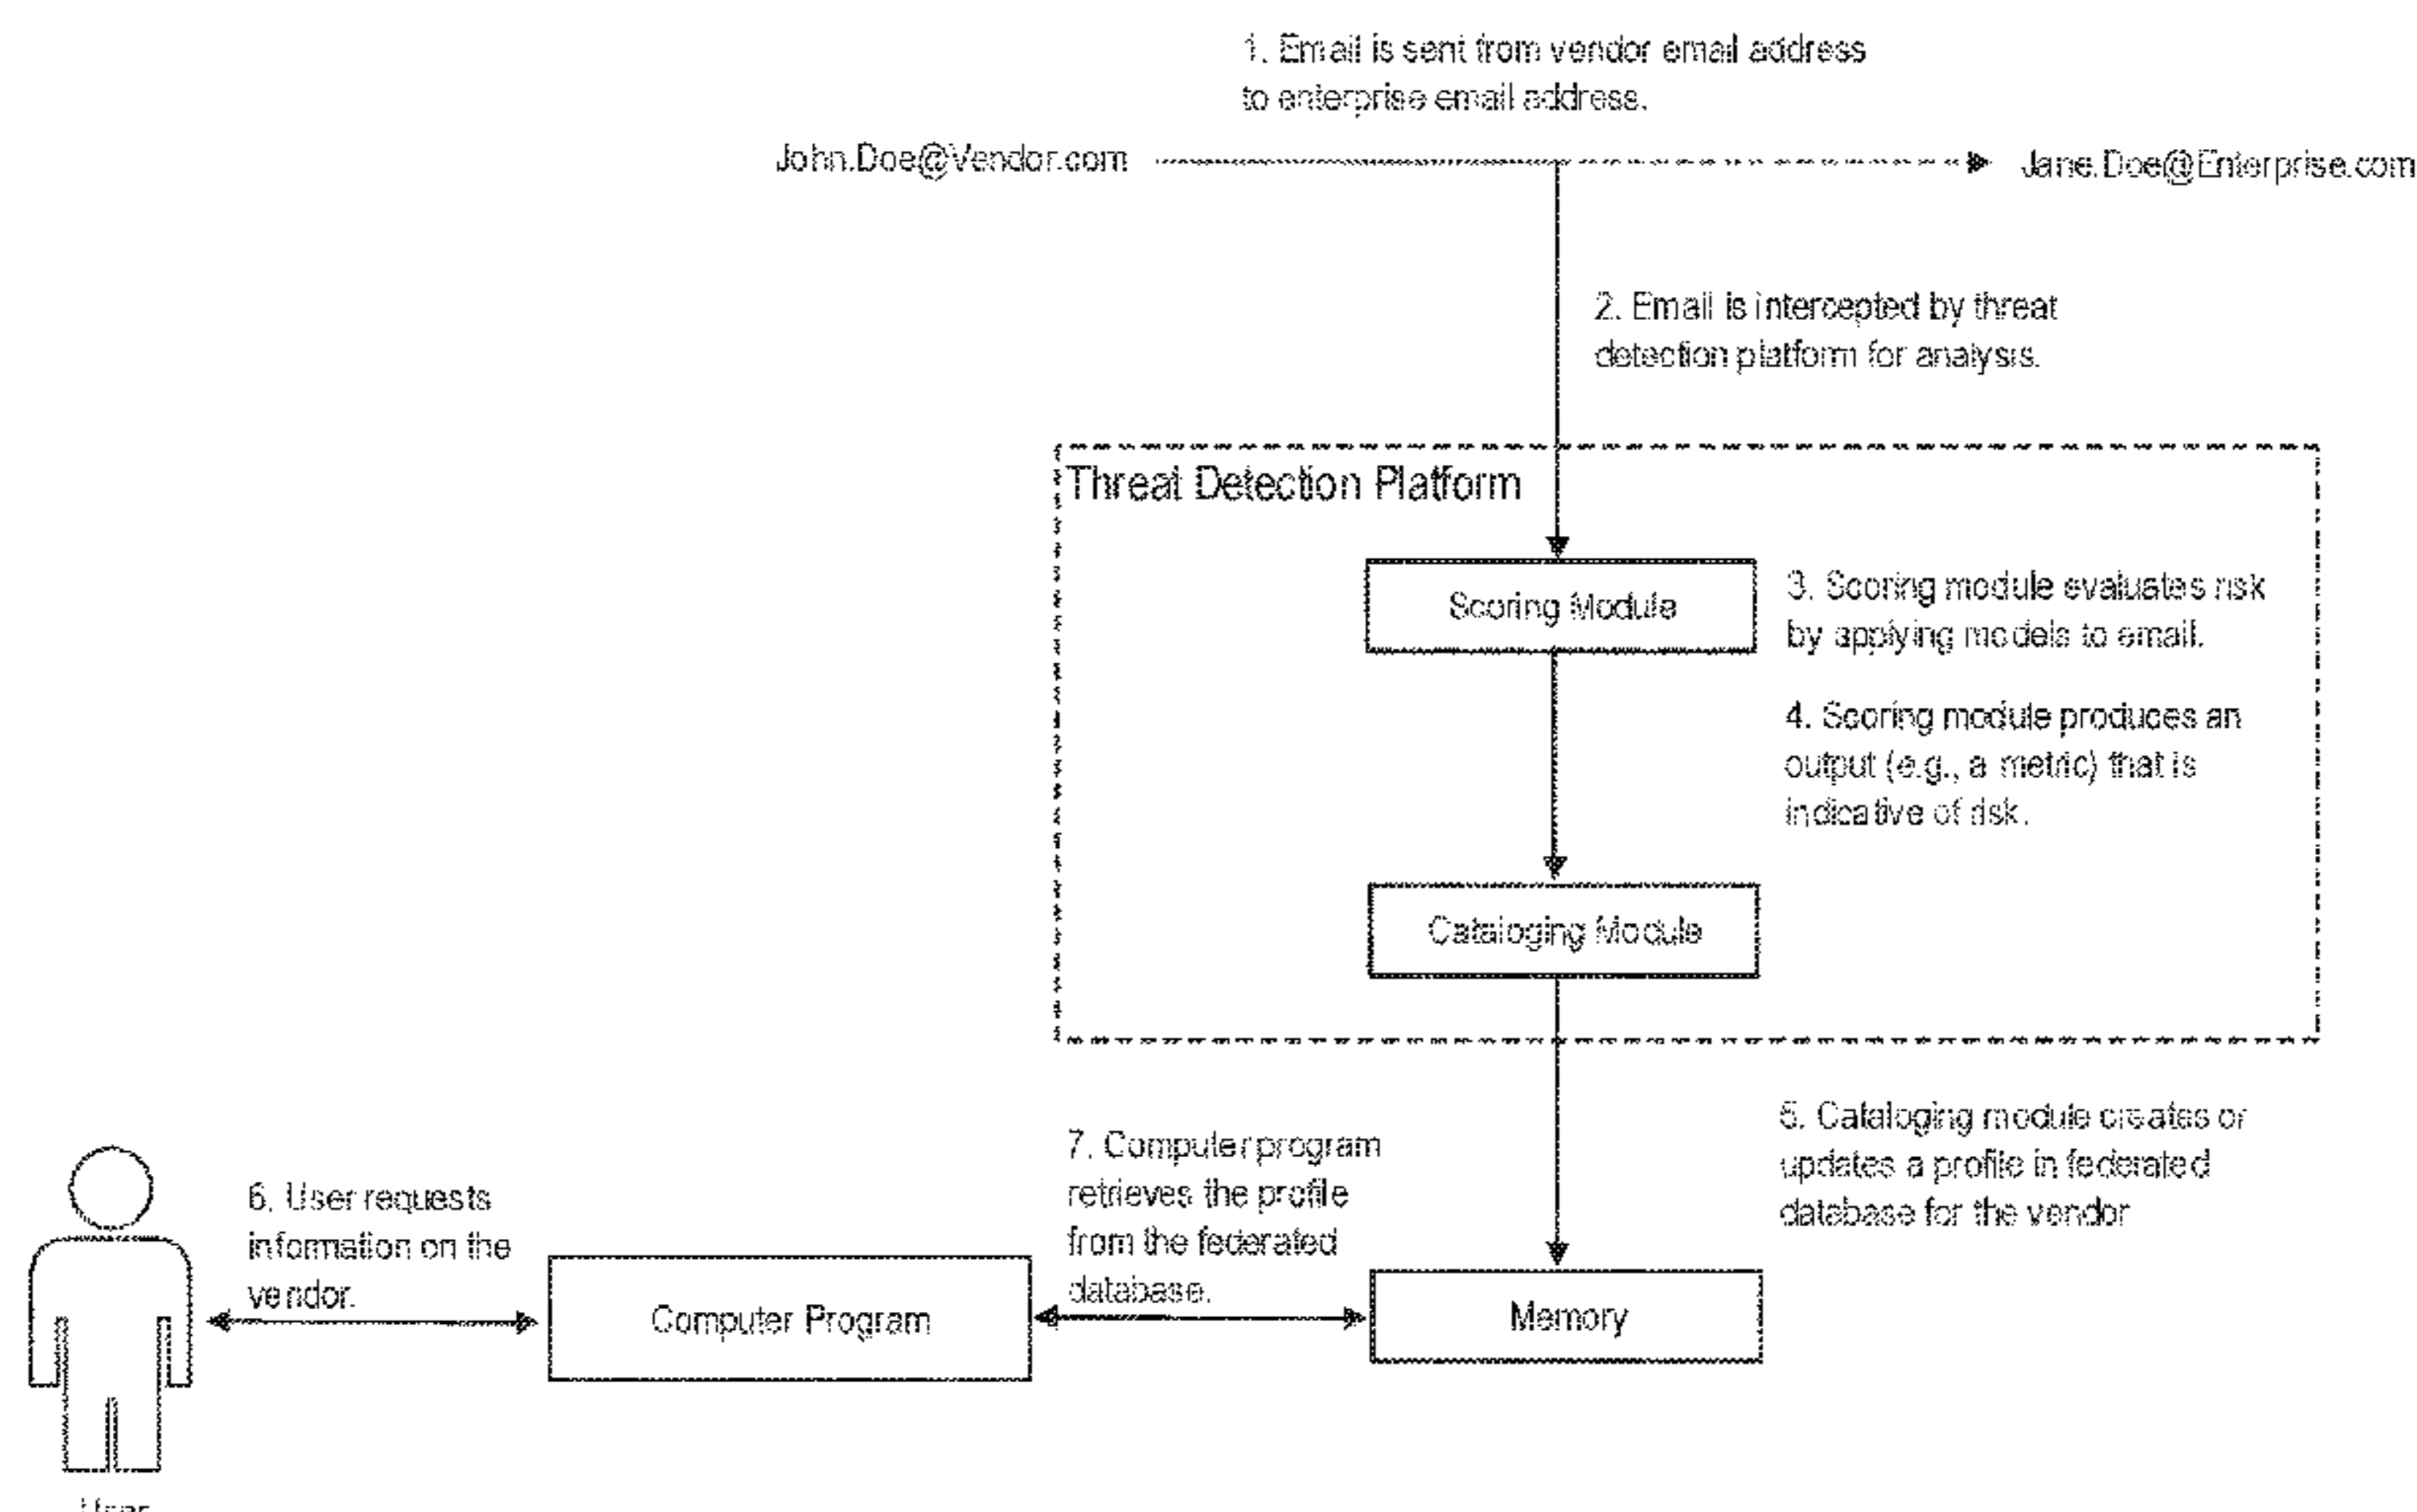 1. Email is sent from vendor email address
to enterprise email address.
John.Doe@Vendor.com
Jane.Doe@Enterprise.com
2. Email is intercepted by threat
detection platform for analysis.
Threat Detection Platform
Scoring Module
3. Scoring module evaluates risk
by applying models to email.
4. Scoring module produces an
output (e.g., a metric) that is
indicative of risk.
Cataloging Module
5. Cataloging module creates or
updates a profile in federated
database for the vendor
7. Computer program
retrieves the profile
from the federated
database.
6. User requests
information on the
vendor.
Computer Program
Memory
User